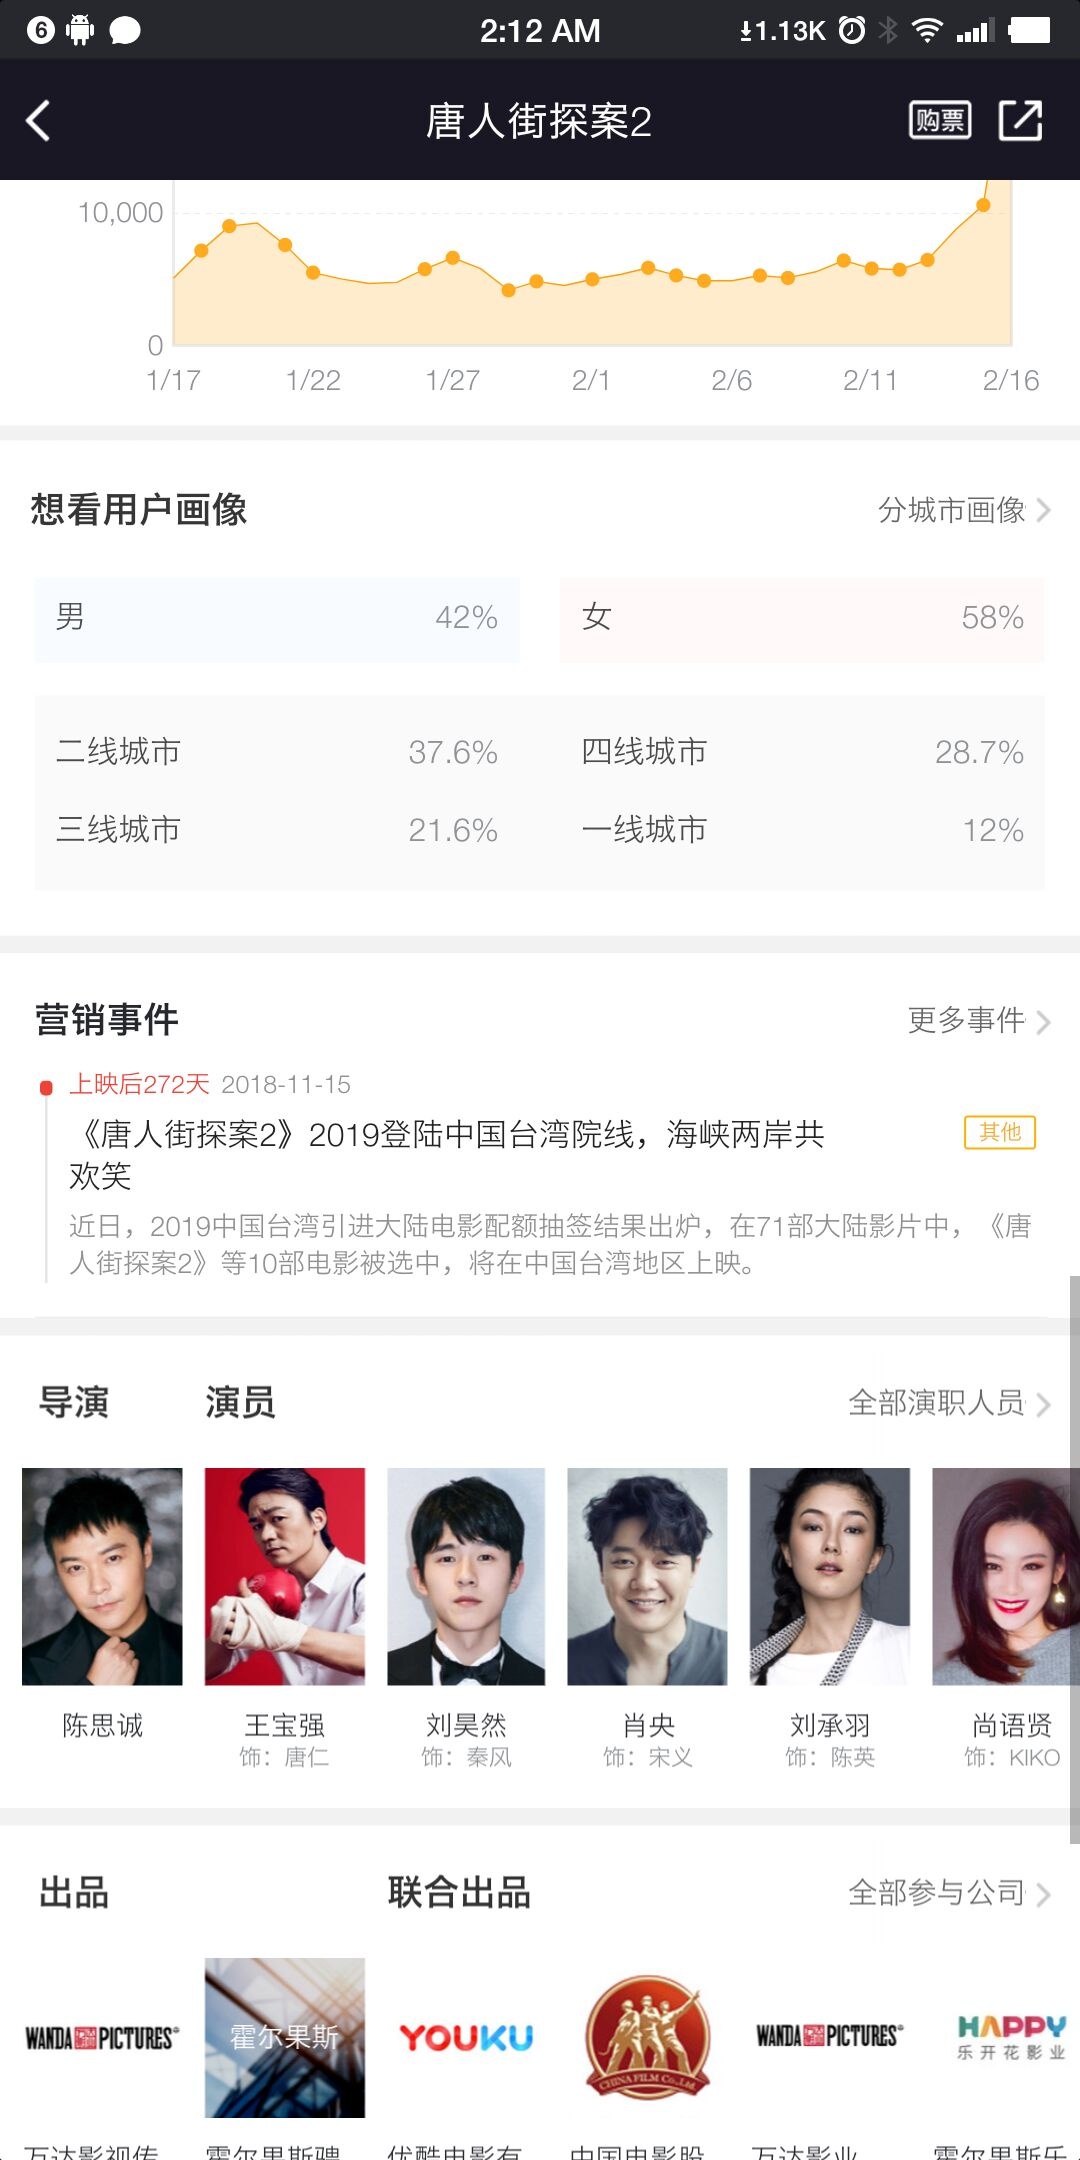 6
2:12 AM
1.13K
唐人街探案2
购票
10,000
0
1/17 1/22 1/27 2/1 2/6 2/11 2/16
想看用户画像
分城市画像
男 42% 女 58%
二线城市 37.6% 四线城市 28.7%
三线城市 21.6% 一线城市 12%
营销事件
更多事件
上映后272天 2018-11-15
《唐人街探案2》2019登陆中国台湾院线，海峡两岸共
欢笑
其他
近日，2019中国台湾引进大陆电影配额抽签结果出炉，在71部大陆影片中，《唐
人街探案2》等10部电影被选中，将在中国台湾地区上映。
导演 演员
全部演职人员
陈思诚 王宝强 刘昊然 肖央 刘承羽 尚语贤
饰：唐仁 饰：秦风 饰：宋义 饰：陈英 饰：KIKO
出品 联合出品
全部参与公司
WANDA PICTURES
霍尔果斯
YOUKU
CHINA FILM Co.,Ltd.
WANDA PICTURES
HAPPY
乐开花影业
万达影视传 霍尔果斯骋 优酷电影有 中国电影股 万达影业 霍尔果斯乐